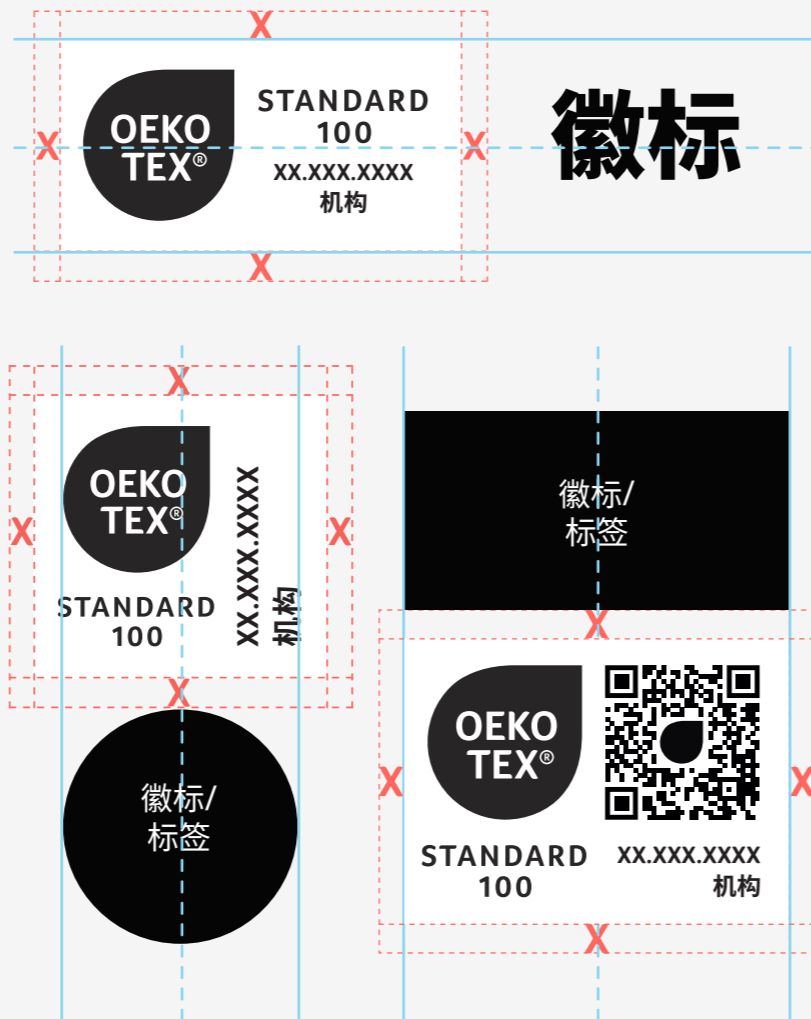 X
OEKO
TEX®
STANDARD
100
XX.XXX.XXXX
机构
X
X
X
徽标
X
OEKO
TEX®
STANDARD
100
XX.XXX.XXXX
机构
X
X
X
徽标/
标签
徽标/
标签
X
OEKO
TEX®
STANDARD
100
XX.XXX.XXXX
机构
X
X
X